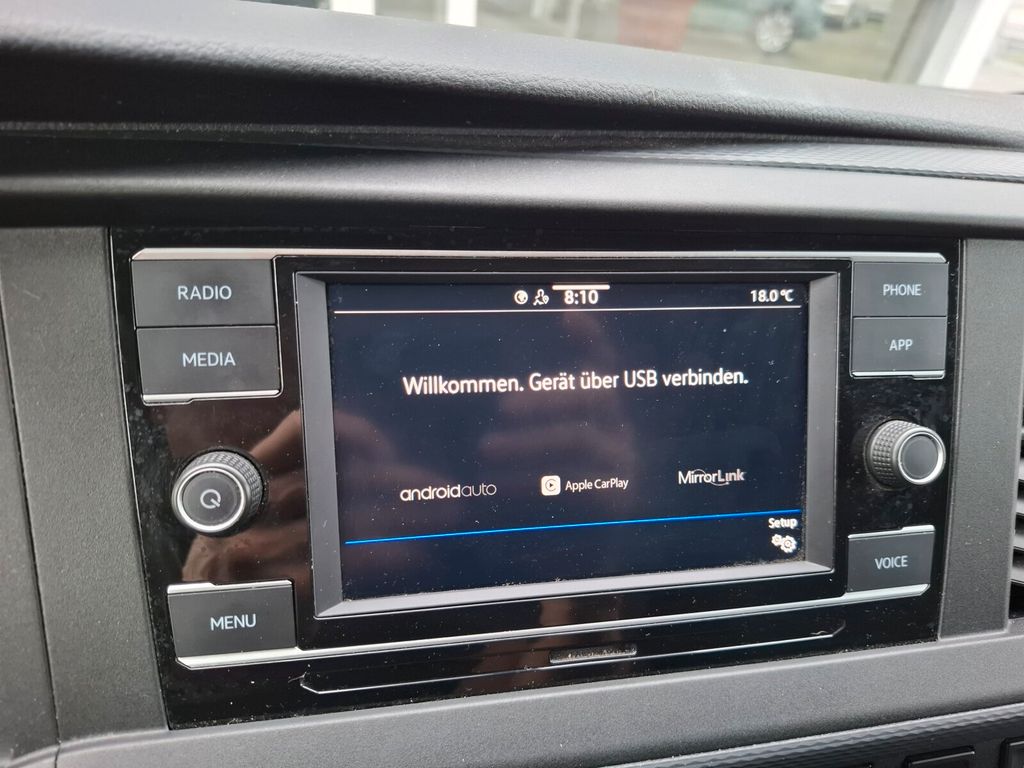 RADIO
MEDIA
MENU
8:10
18.0 °C
Willkommen. Gerät über USB verbinden.
androidauto
Apple CarPlay
MirrorLink
Setup
PHONE
APP
VOICE